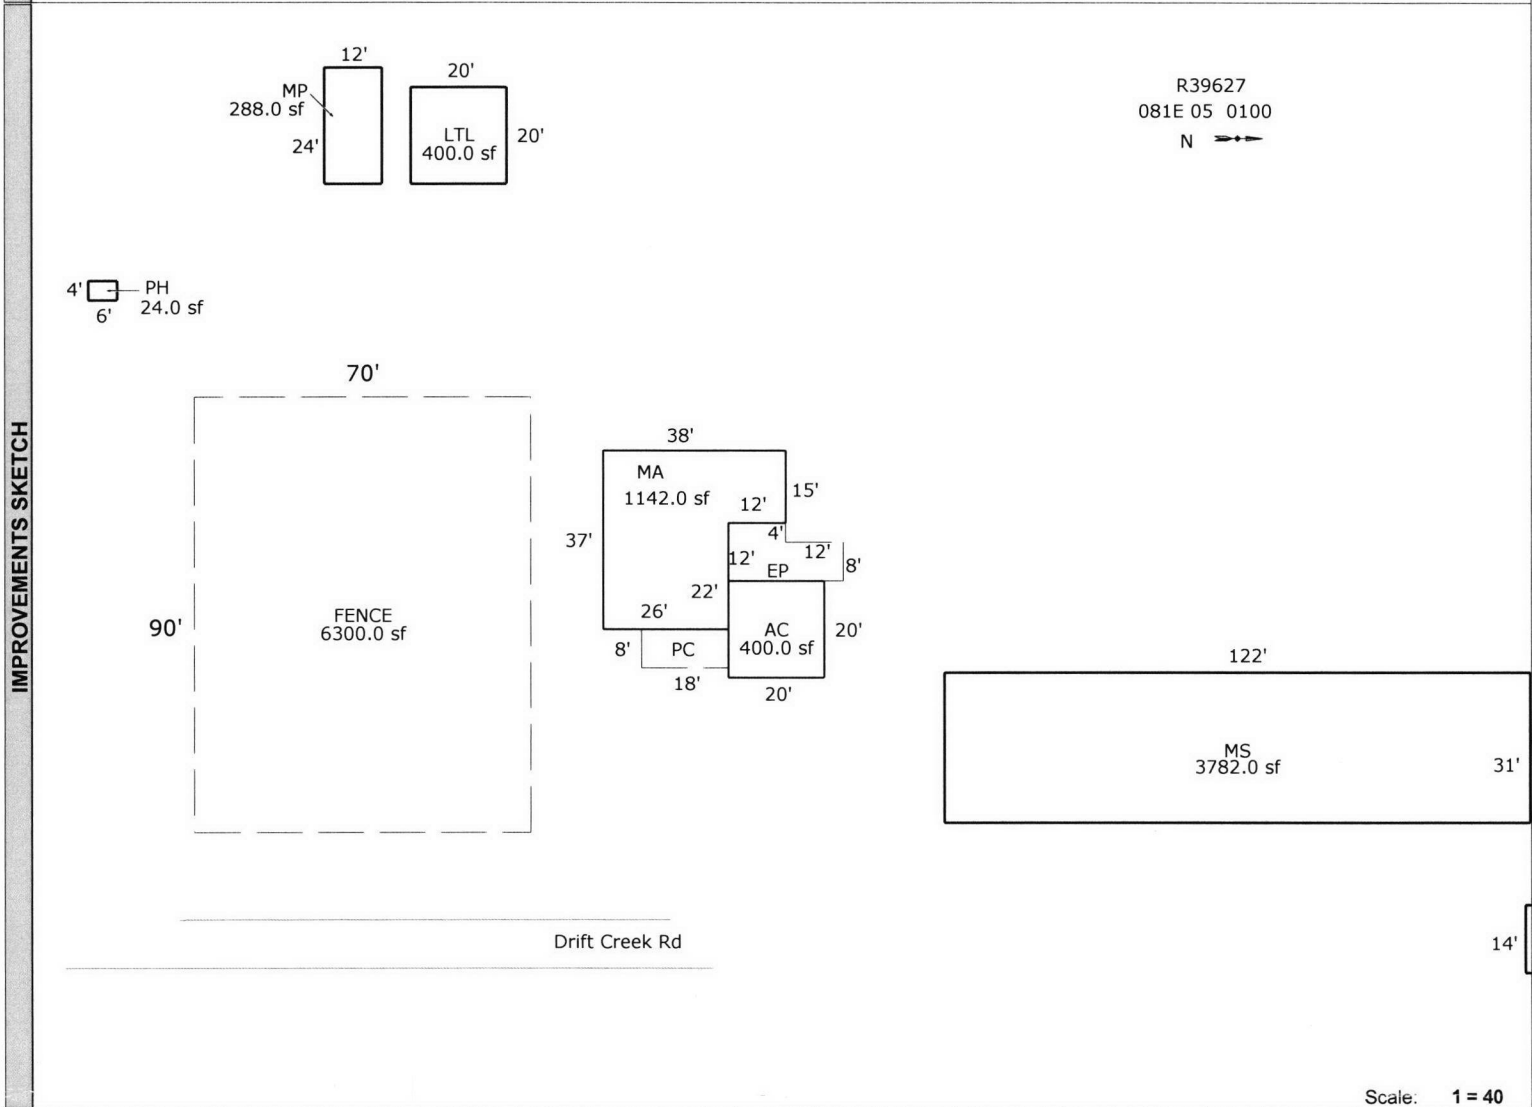 IMPROVEMENTS SKETCH
12'
MP
288.0 sf
24'
20'
LTL
400.0 sf
20'
R39627
081E 05 0100
N
4'
PH
24.0 sf
6'
70'
90'
FENCE
6300.0 sf
38'
MA
1142.0 sf
15'
12'
37'
4'
12'
12'
8'
EP
22'
26'
AC
400.0 sf
20'
8'
PC
18'
20'
122'
MS
3782.0 sf
31'
Drift Creek Rd
14'
Scale: 1 = 40